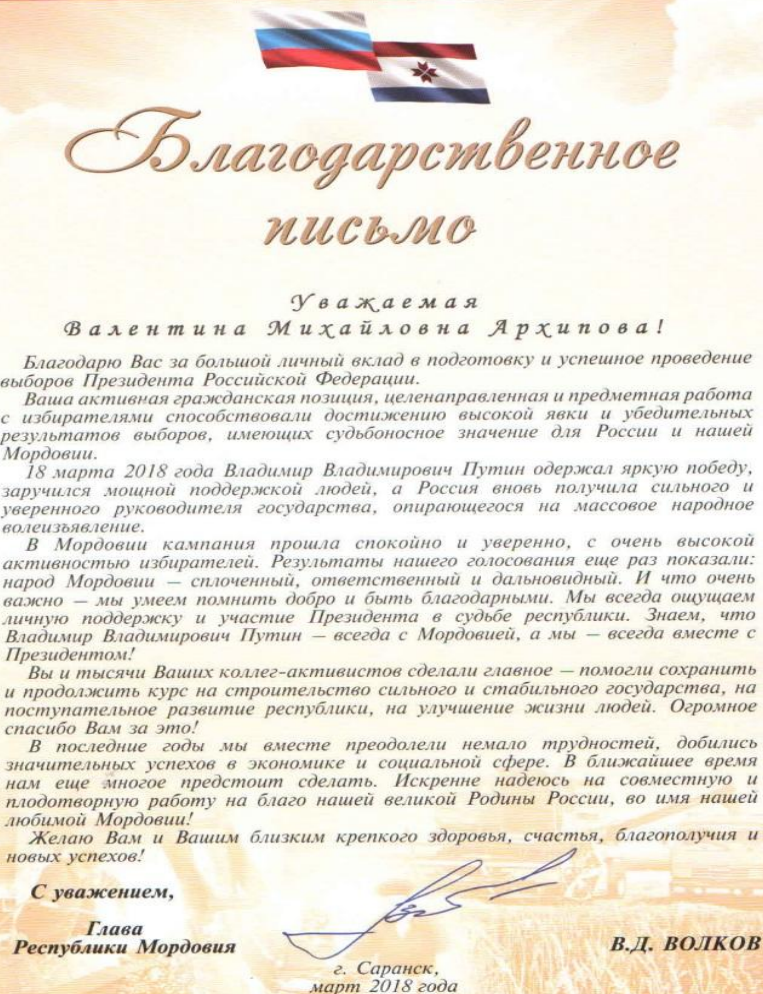 Благодарственное
письмо
Уважаемая
Валентина Михайловна Архипова!
Благодарю Вас за большой личный вклад в подготовку и успешное проведение
выборов Президента Российской Федерации.
Ваша активная гражданская позиция, целенаправленная и предметная работа
с избирателями способствовали достижению высокой явки и убедительных
результатов выборов, имеющих судьбоносное значение для России и нашей
Мордовии.
18 марта 2018 года Владимир Владимирович Путин одержал яркую победу,
заручился мощной поддержкой людей, а Россия вновь получила сильного и
уверенного руководителя государства, опирающегося на массовое народное
волеизъявление.
В Мордовии кампания прошла спокойно и уверенно, с очень высокой
активностью избирателей. Результаты нашего голосования еще раз показали:
народ Мордовии – сплоченный, ответственный и дальновидный. И что очень
важно – мы умеем помнить добро и быть благодарными. Мы всегда ощущаем
личную поддержку и участие Президента в судьбе республики. Знаем, что
Владимир Владимирович Путин – всегда с Мордовией, а мы – всегда вместе с
Президентом!
Вы и тысячи Ваших коллег-активистов сделали главное – помогли сохранить
и продолжить курс на строительство сильного и стабильного государства, на
поступательное развитие республики, на улучшение жизни людей. Огромное
спасибо Вам за это!
В последние годы мы вместе преодолели немало трудностей, добились
значительных успехов в экономике и социальной сфере. В ближайшее время
нам еще многое предстоит сделать. Искренне надеюсь на совместную и
плодотворную работу на благо нашей великой Родины России, во имя нашей
любимой Мордовии!
Желаю Вам и Вашим близким крепкого здоровья, счастья, благополучия и
новых успехов!
С уважением,
Глава
Республики Мордовия
В.Д. ВОЛКОВ
г. Саранск,
март 2018 года